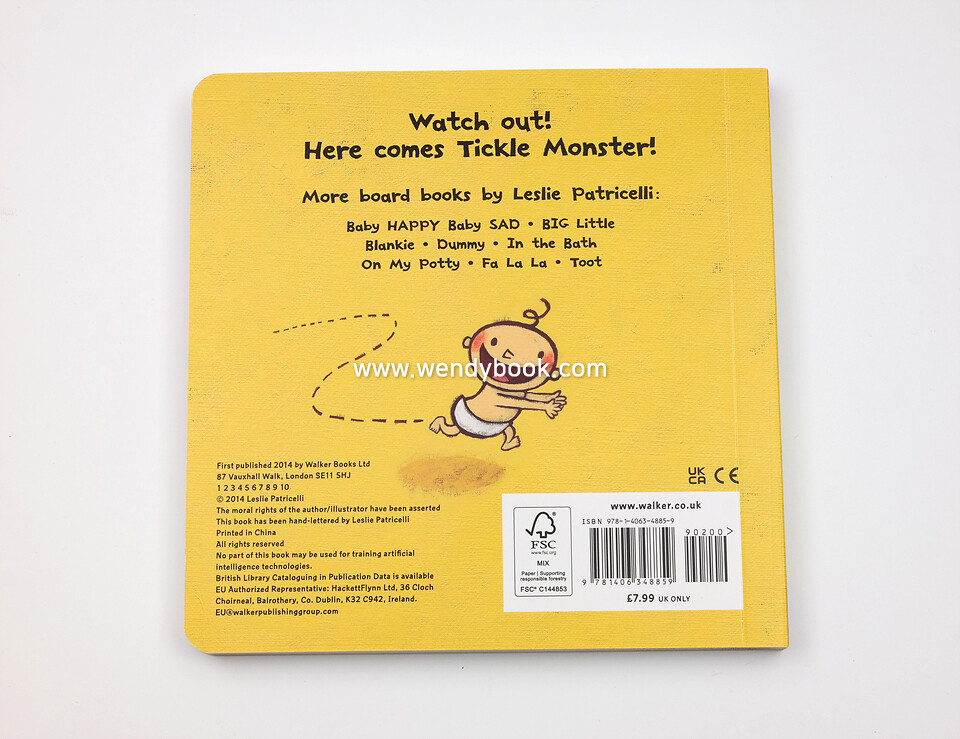 Watch out!
Here comes Tickle Monster!
More board books by Leslie Patricelli:
Baby HAPPY Baby SAD • BIG Little
Blankie • Dummy • In the Bath
On My Potty • Fa La La • Toot
www.wendybook.com
First published 2014 by Walker Books Ltd
87 Vauxhall Walk, London SE11 5HJ
1 2 3 4 5 6 7 8 9 10
© 2014 Leslie Patricelli
The moral rights of the author/illustrator have been asserted
This book has been hand-lettered by Leslie Patricelli
Printed in China
All rights reserved
No part of this book may be used for training artificial
intelligence technologies.
British Library Cataloguing in Publication Data is available
EU Authorized Representative: HackettFlynn Ltd, 36 Cloch
Choirneal, Balrothery, Co. Dublin, K32 C942, Ireland.
EU@walkerpublishinggroup.com
UK
CA CE
www.walker.co.uk
ISBN 978-1-4063-4885-9
90200>
9 781406 348859
£7.99 UK ONLY
FSC
www.fsc.org
MIX
Paper | Supporting
responsible forestry
FSC® C144853